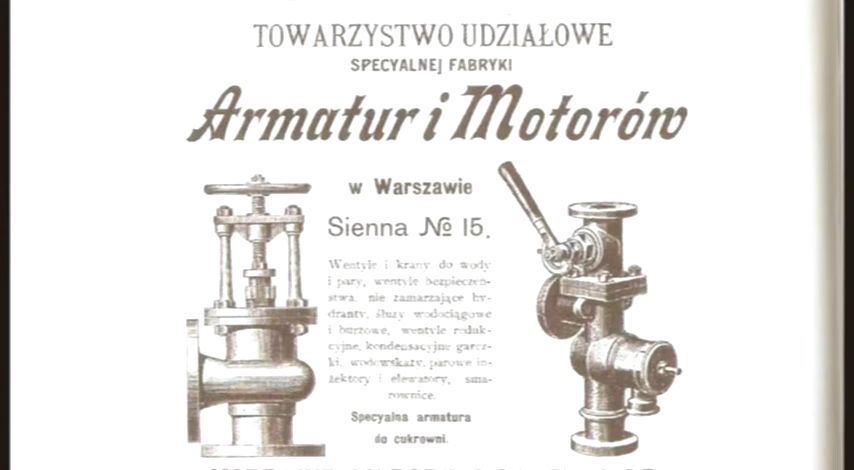 TOWARZYSTWO UDZIAŁOWE
SPECYALNEJ FABRYKI
Armatur i Motorów
w Warszawie
Sienna № 15.
Wentyle i krany do wody
i pary, wentyle bezpieczeń-
stwa, nie zamarzające hy-
dranty, śluzy wodociągowe
i burzowe, wentyle reduk-
cyjne, kondensacyjne garcz-
ki, wodowskazy, parowe in-
żektory i elewatory, sma-
rownice.
Specyalna armatura
do cukrowni.